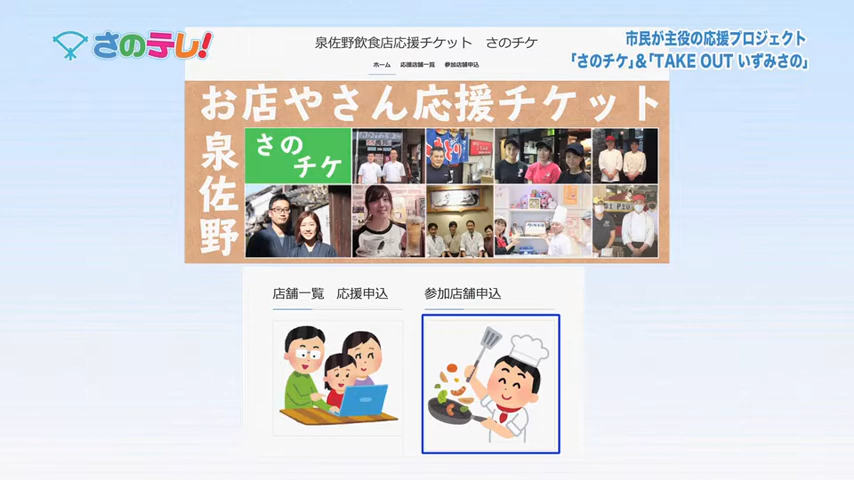 さのテレ!
市民が主役の応援プロジェクト
「さのチケ」&「TAKE OUT いずみさの」
泉佐野飲食店応援チケット　さのチケ
ホーム　応援店舗一覧　参加店舗申込
お店やさん応援チケット
泉佐野
さの
チケ
店舗一覧　応援申込
参加店舗申込